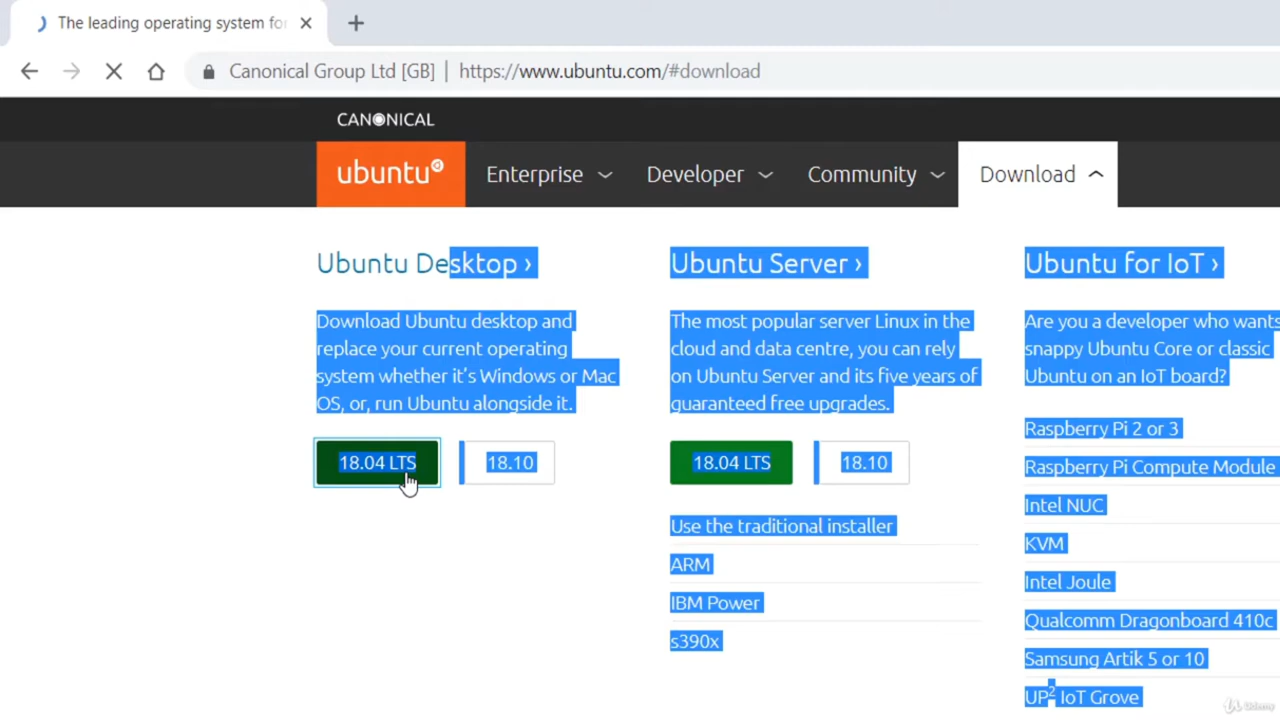 The leading operating system for
Canonical Group Ltd [GB] | https://www.ubuntu.com/#download
CANONICAL
ubuntu Enterprise Developer Community Download
Ubuntu Desktop ›
Download Ubuntu desktop and
replace your current operating
system whether it’s Windows or Mac
OS, or, run Ubuntu alongside it.
18.04 LTS 18.10
Ubuntu Server ›
The most popular server Linux in the
cloud and data centre, you can rely
on Ubuntu Server and its five years of
guaranteed free upgrades.
18.04 LTS 18.10
Use the traditional installer
ARM
IBM Power
s390x
Ubuntu for IoT ›
Are you a developer who wants
snappy Ubuntu Core or classic
Ubuntu on an IoT board?
Raspberry Pi 2 or 3
Raspberry Pi Compute Module
Intel NUC
KVM
Intel Joule
Qualcomm Dragonboard 410c
Samsung Artik 5 or 10
UP² IoT Grove
Udemy